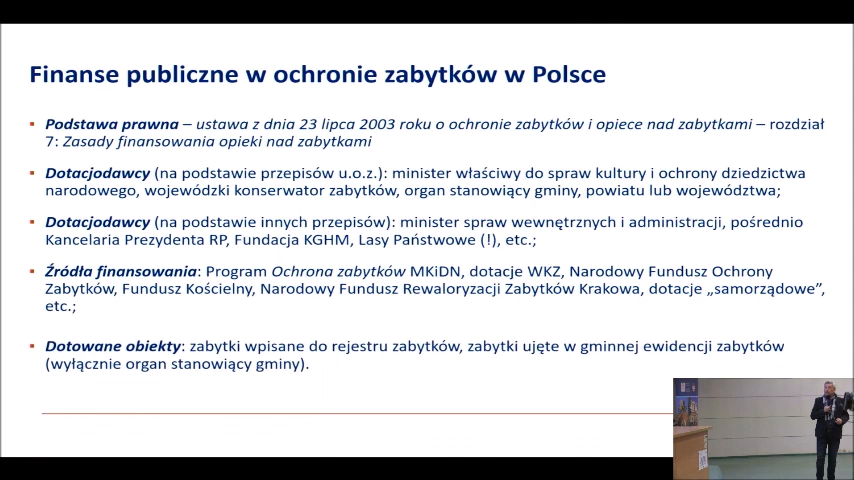 Finanse publiczne w ochronie zabytków w Polsce
▪ Podstawa prawna – ustawa z dnia 23 lipca 2003 roku o ochronie zabytków i opiece nad zabytkami – rozdział
7: Zasady finansowania opieki nad zabytkami
▪ Dotacjodawcy (na podstawie przepisów u.o.z.): minister właściwy do spraw kultury i ochrony dziedzictwa
narodowego, wojewódzki konserwator zabytków, organ stanowiący gminy, powiatu lub województwa;
▪ Dotacjodawcy (na podstawie innych przepisów): minister spraw wewnętrznych i administracji, pośrednio
Kancelaria Prezydenta RP, Fundacja KGHM, Lasy Państwowe (!), etc.;
▪ Źródła finansowania: Program Ochrona zabytków MKiDN, dotacje WKZ, Narodowy Fundusz Ochrony
Zabytków, Fundusz Kościelny, Narodowy Fundusz Rewaloryzacji Zabytków Krakowa, dotacje „samorządowe”,
etc.;
▪ Dotowane obiekty: zabytki wpisane do rejestru zabytków, zabytki ujęte w gminnej ewidencji zabytków
(wyłącznie organ stanowiący gminy).